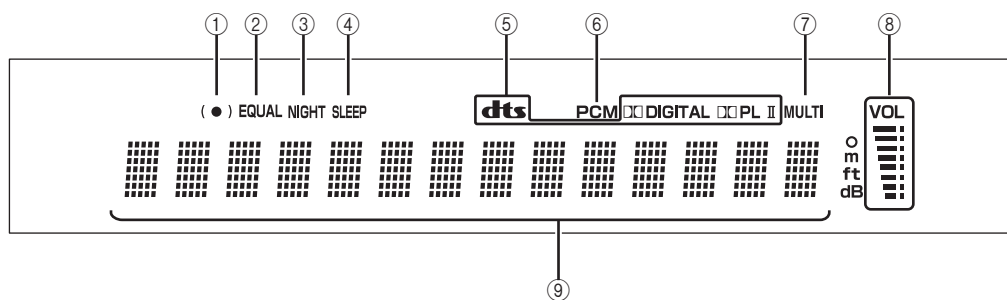 ① ② ③ ④ ⑤ ⑥ ⑦ ⑧
(●) EQUAL NIGHT SLEEP dts PCM DIGITAL PL II MULTI VOL
o
m
ft
dB
⑨